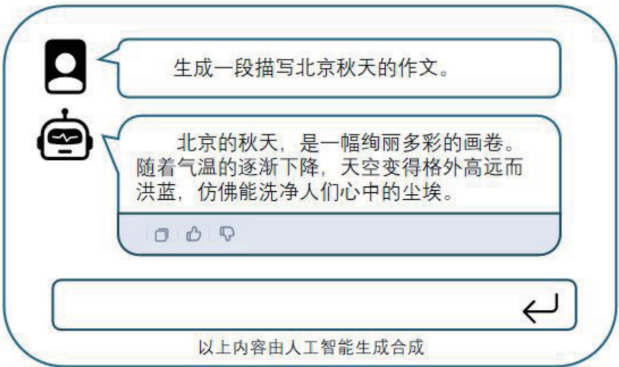 生成一段描写北京秋天的作文。
北京的秋天，是一幅绚丽多彩的画卷。
随着气温的逐渐下降，天空变得格外高远而
洪蓝，仿佛能洗净人们心中的尘埃。
以上内容由人工智能生成合成